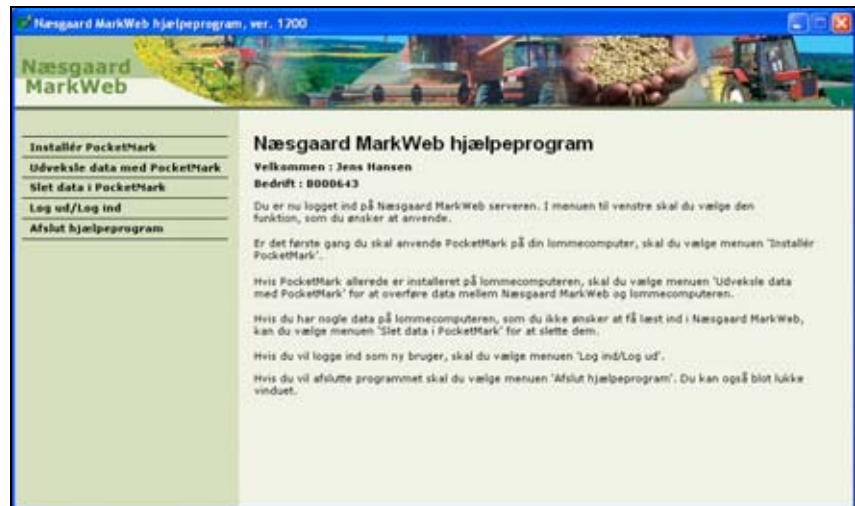 Næsgaard MarkWeb hjælpeprogram, ver. 1200
Næsgaard
MarkWeb
Installér PocketMark
Udveksle data med PocketMark
Slet data i PocketMark
Log ud/Log ind
Afslut hjælpeprogram
Næsgaard MarkWeb hjælpeprogram
Velkommen : Jens Hansen
Bedrift : B000643
Du er nu logget ind på Næsgaard MarkWeb serveren. I menuen til venstre skal du vælge den
funktion, som du ønsker at anvende.
Er det første gang du skal anvende PocketMark på din lommecomputer, skal du vælge menuen 'Installér
PocketMark'.
Hvis PocketMark allerede er installeret på lommecomputeren, skal du vælge menuen 'Udveksle data
med PocketMark' for at overføre data mellem Næsgaard MarkWeb og lommecomputeren.
Hvis du har nogle data på lommecomputeren, som du ikke ønsker at få læst ind i Næsgaard MarkWeb,
kan du vælge menuen 'Slet data i PocketMark' for at slette dem.
Hvis du vil logge ind som ny bruger, skal du vælge menuen 'Log ind/Log ud'.
Hvis du vil afslutte programmet skal du vælge menuen 'Afslut hjælpeprogram'. Du kan også blot lukke
vinduet.